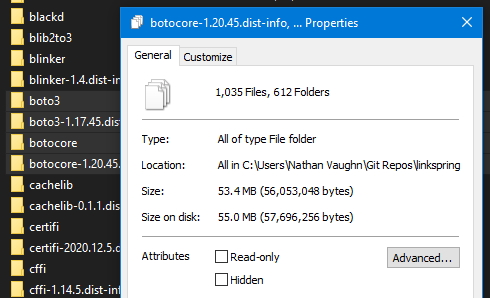 blackd
blib2to3
blinker
blinker-1.4.dist-in
boto3
boto3-1.17.45.dist
botocore
botocore-1.20.45.
cachelib
cachelib-0.1.1.dist
certifi
certifi-2020.12.5.d
cffi
cffi-1.14.5.dist-info
botocore-1.20.45.dist-info, ... Properties
General
Customize
1,035 Files, 612 Folders
Type: All of type File folder
Location: All in C:\Users\Nathan Vaughn\Git Repos\linkspring
Size: 53.4 MB (56,053,048 bytes)
Size on disk: 55.0 MB (57,696,256 bytes)
Attributes
Read-only
Advanced...
Hidden